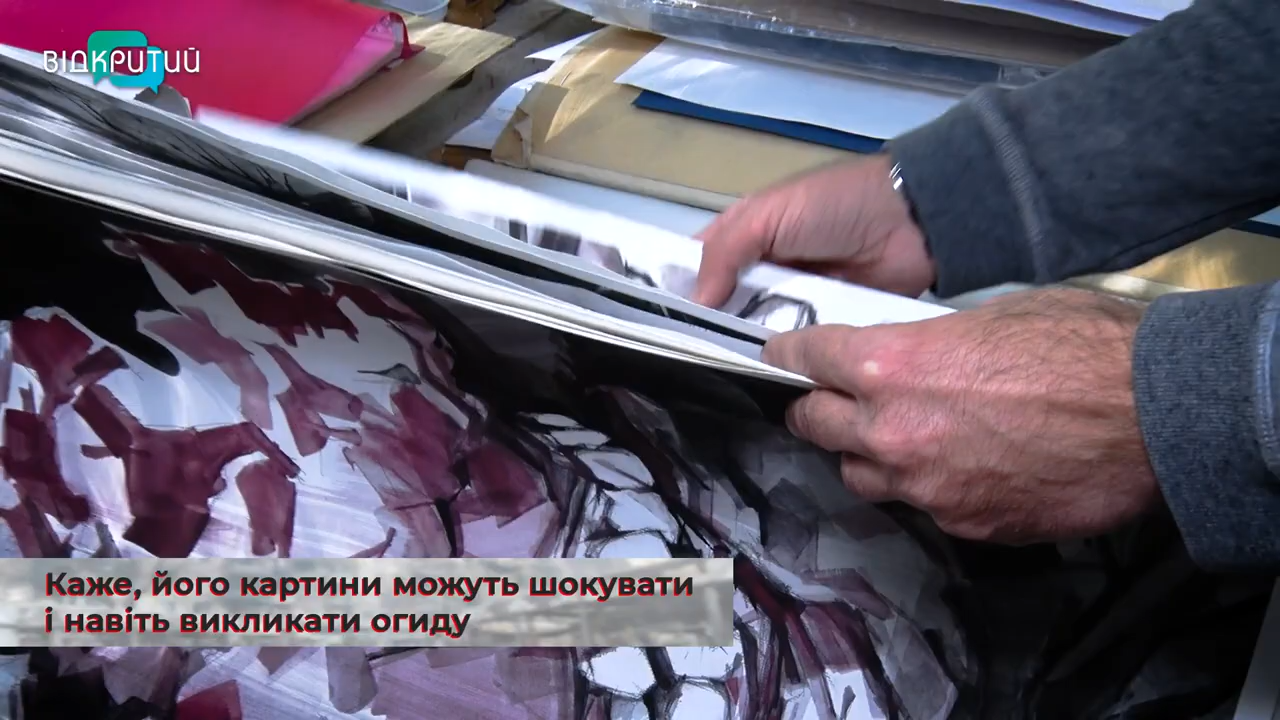 ВІДКРИТИЙ
Каже, його картини можуть шокувати
і навіть викликати огиду